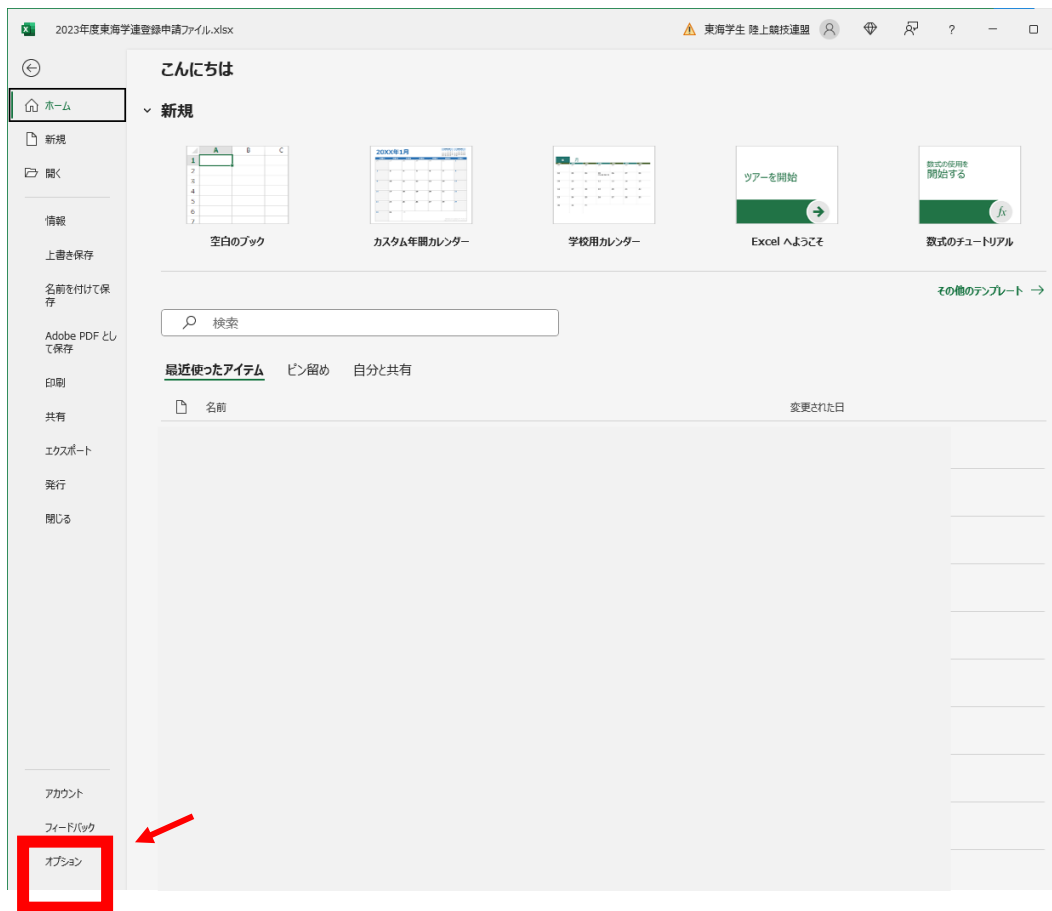 2023年度東海学連登録申請ファイル.xlsx
東海学生 陸上競技連盟
?
こんにちは
ホーム
新規
新規
開く
A B C
1
2
3
4
5
6
7
20XX年1月
ツアーを開始
数式の使用を
開始する
fx
空白のブック
カスタム年間カレンダー
学校用カレンダー
Excel へようこそ
数式のチュートリアル
情報
上書き保存
名前を付けて保
存
Adobe PDF とし
て保存
印刷
共有
エクスポート
発行
閉じる
その他のテンプレート
検索
最近使ったアイテム ピン留め 自分と共有
名前 変更された日
アカウント
フィードバック
オプション